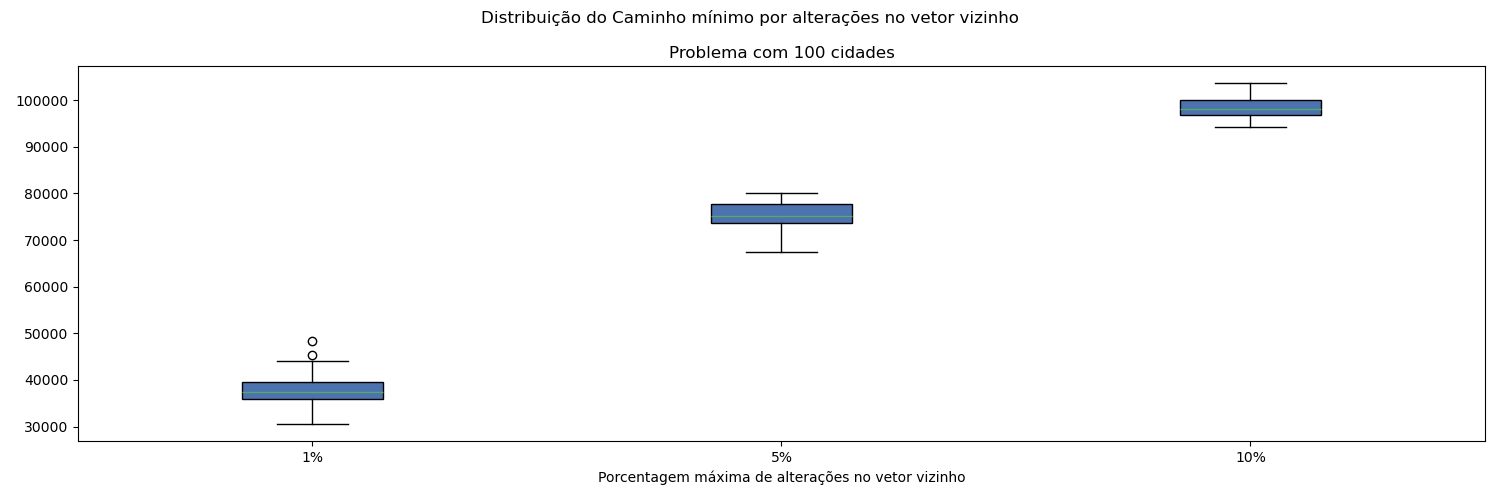 Distribuição do Caminho mínimo por alterações no vetor vizinho
Problema com 100 cidades
100000
90000
80000
70000
60000
50000
40000
30000
1% 5% 10%
Porcentagem máxima de alterações no vetor vizinho